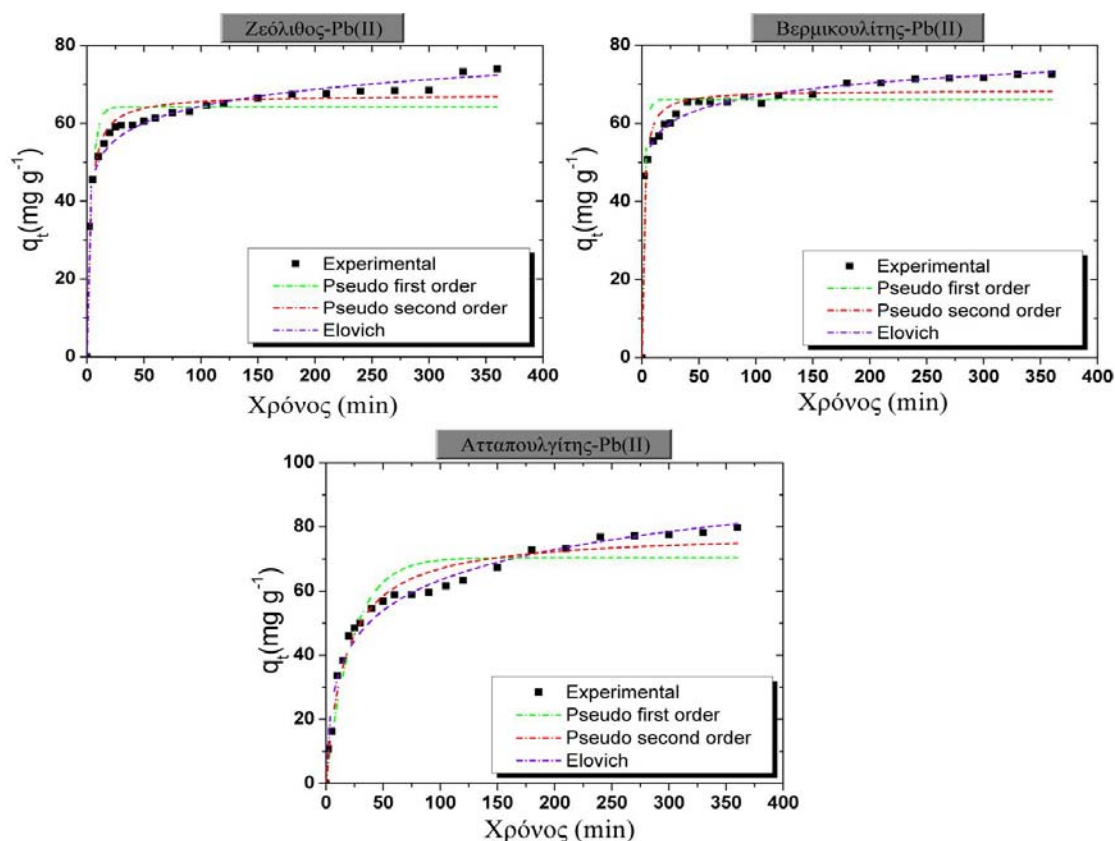 Ζεόλιθος-Pb(II)
80
60
40
20
0
qt(mg g-1)
Experimental
Pseudo first order
Pseudo second order
Elovich
0 50 100 150 200 250 300 350 400
Χρόνος (min)
Βερμικουλίτης-Pb(II)
80
60
40
20
0
qt(mg g-1)
Experimental
Pseudo first order
Pseudo second order
Elovich
0 50 100 150 200 250 300 350 400
Χρόνος (min)
Ατταπουλγίτης-Pb(II)
100
80
60
40
20
0
qt(mg g-1)
Experimental
Pseudo first order
Pseudo second order
Elovich
0 50 100 150 200 250 300 350 400
Χρόνος (min)